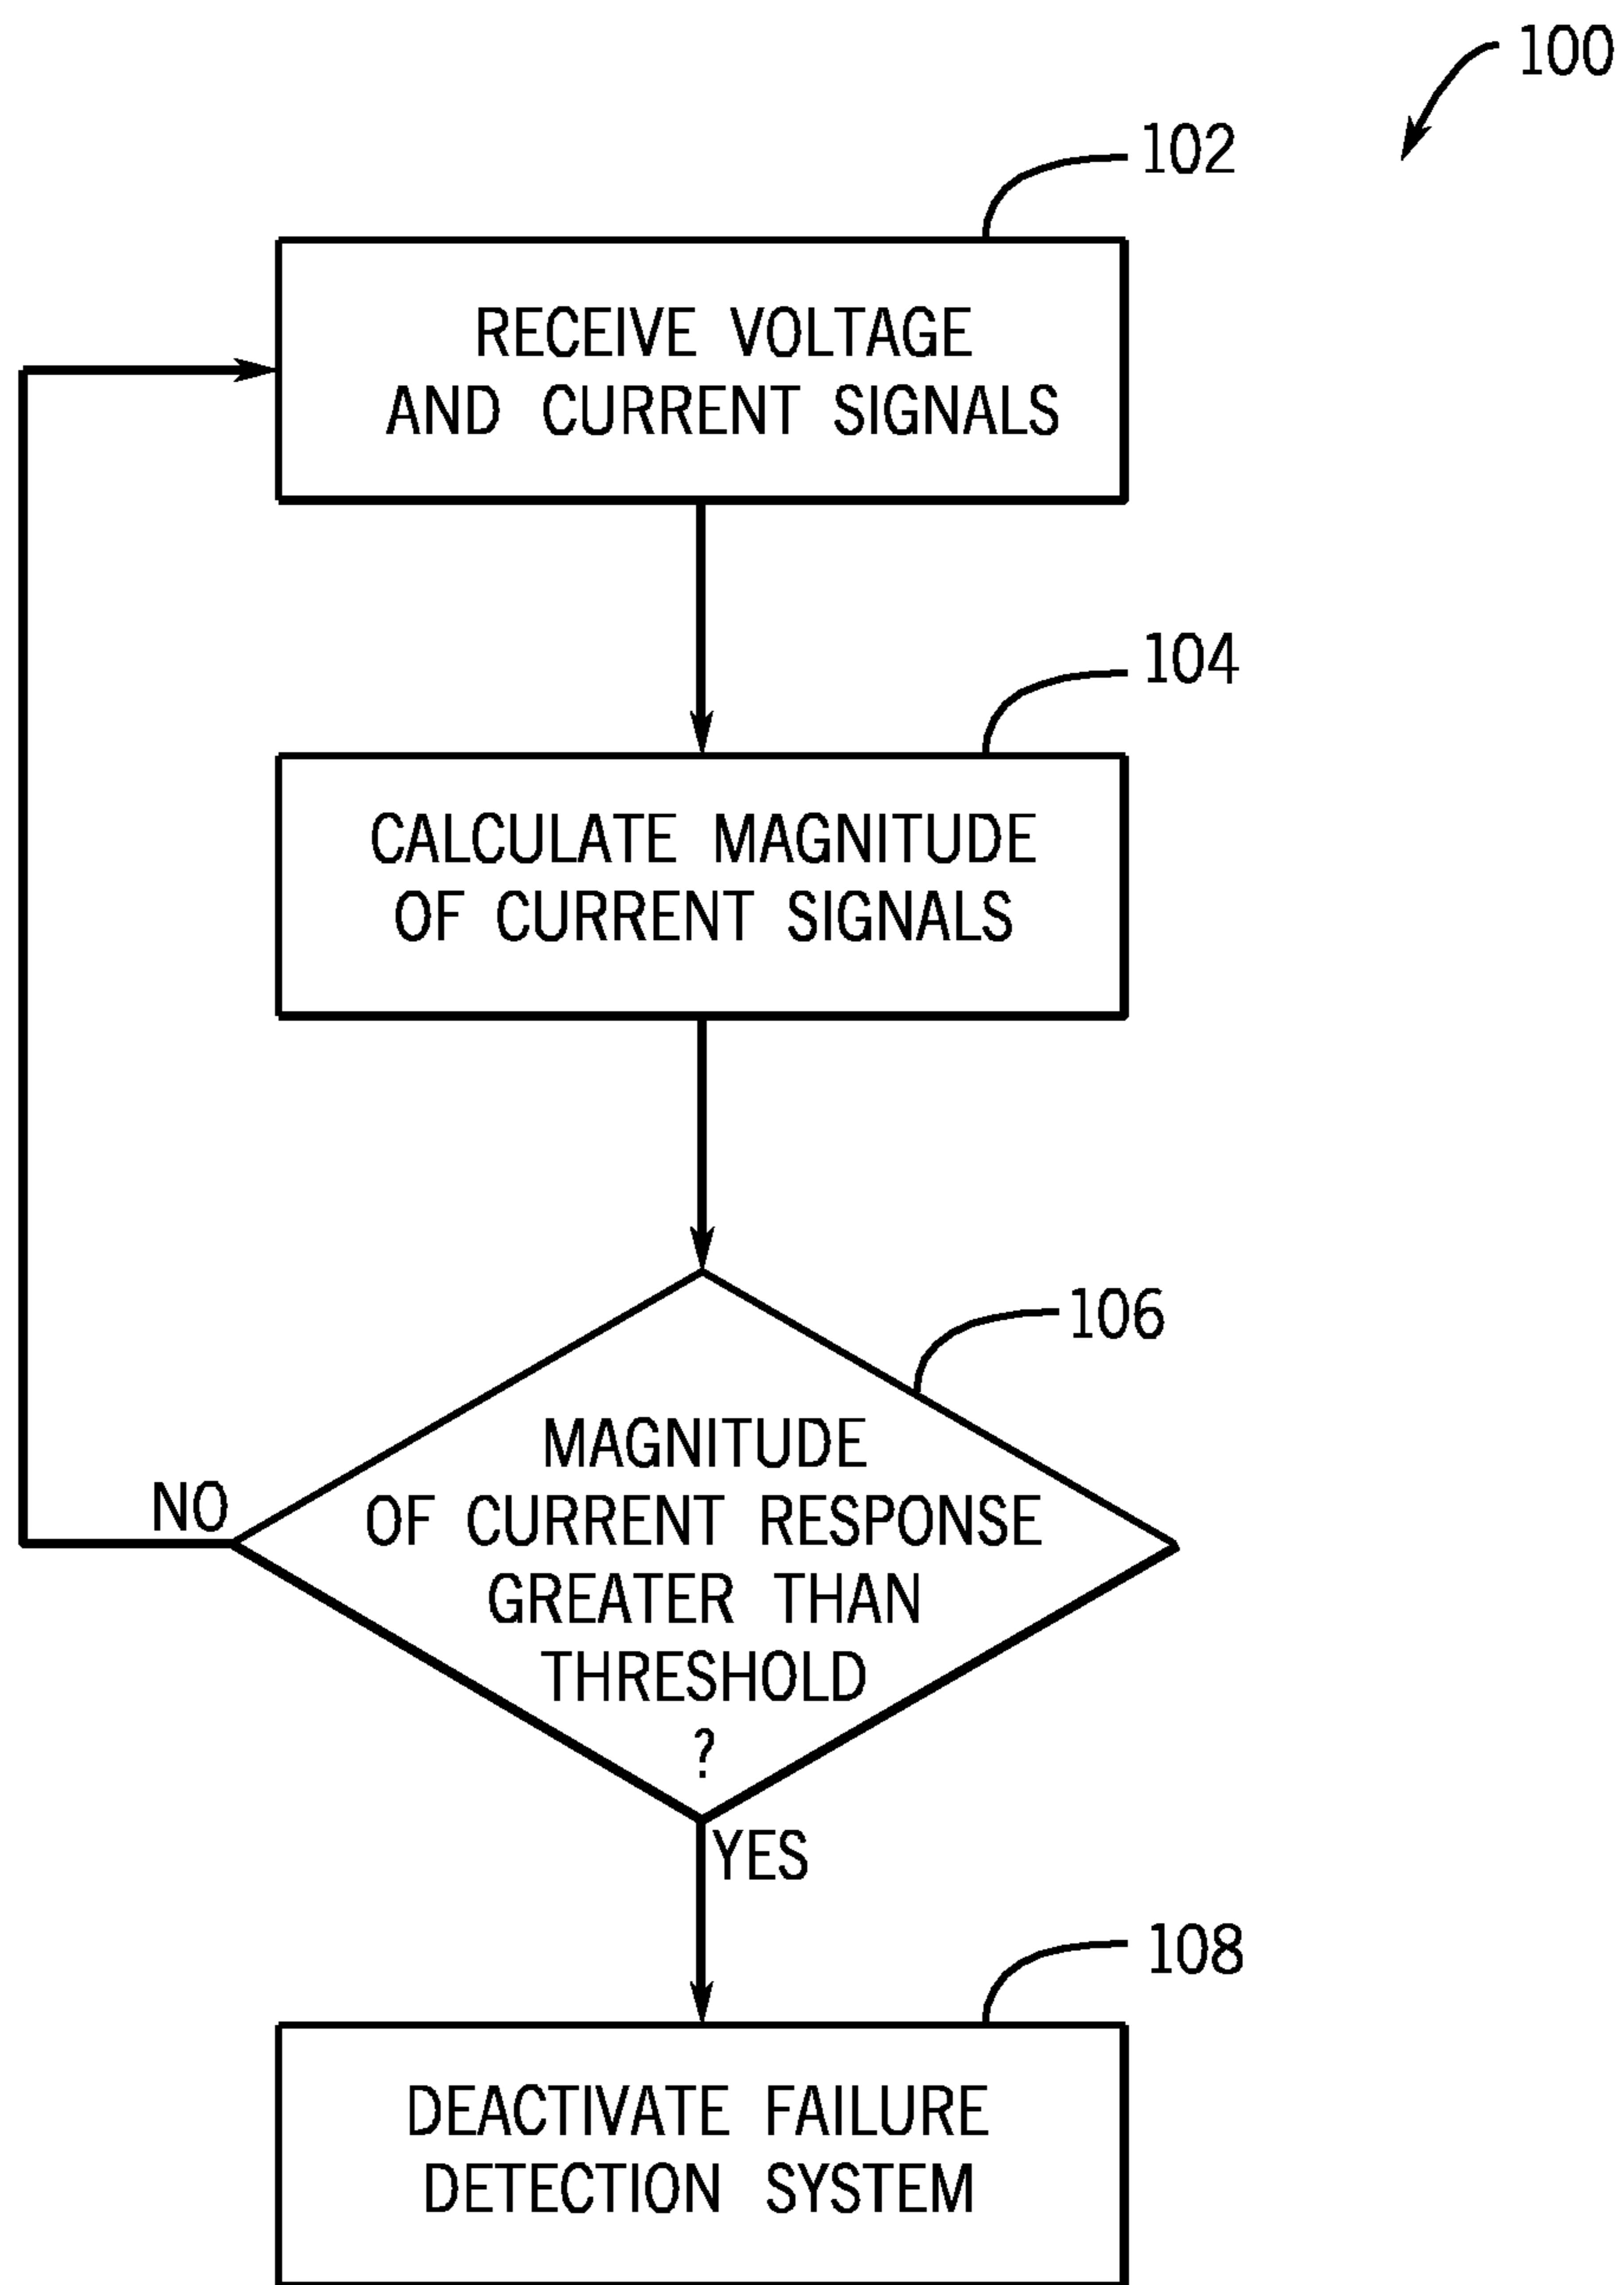 100
102
RECEIVE VOLTAGE
AND CURRENT SIGNALS
104
CALCULATE MAGNITUDE
OF CURRENT SIGNALS
106
MAGNITUDE
OF CURRENT RESPONSE
GREATER THAN
THRESHOLD
?
NO
YES
108
DEACTIVATE FAILURE
DETECTION SYSTEM